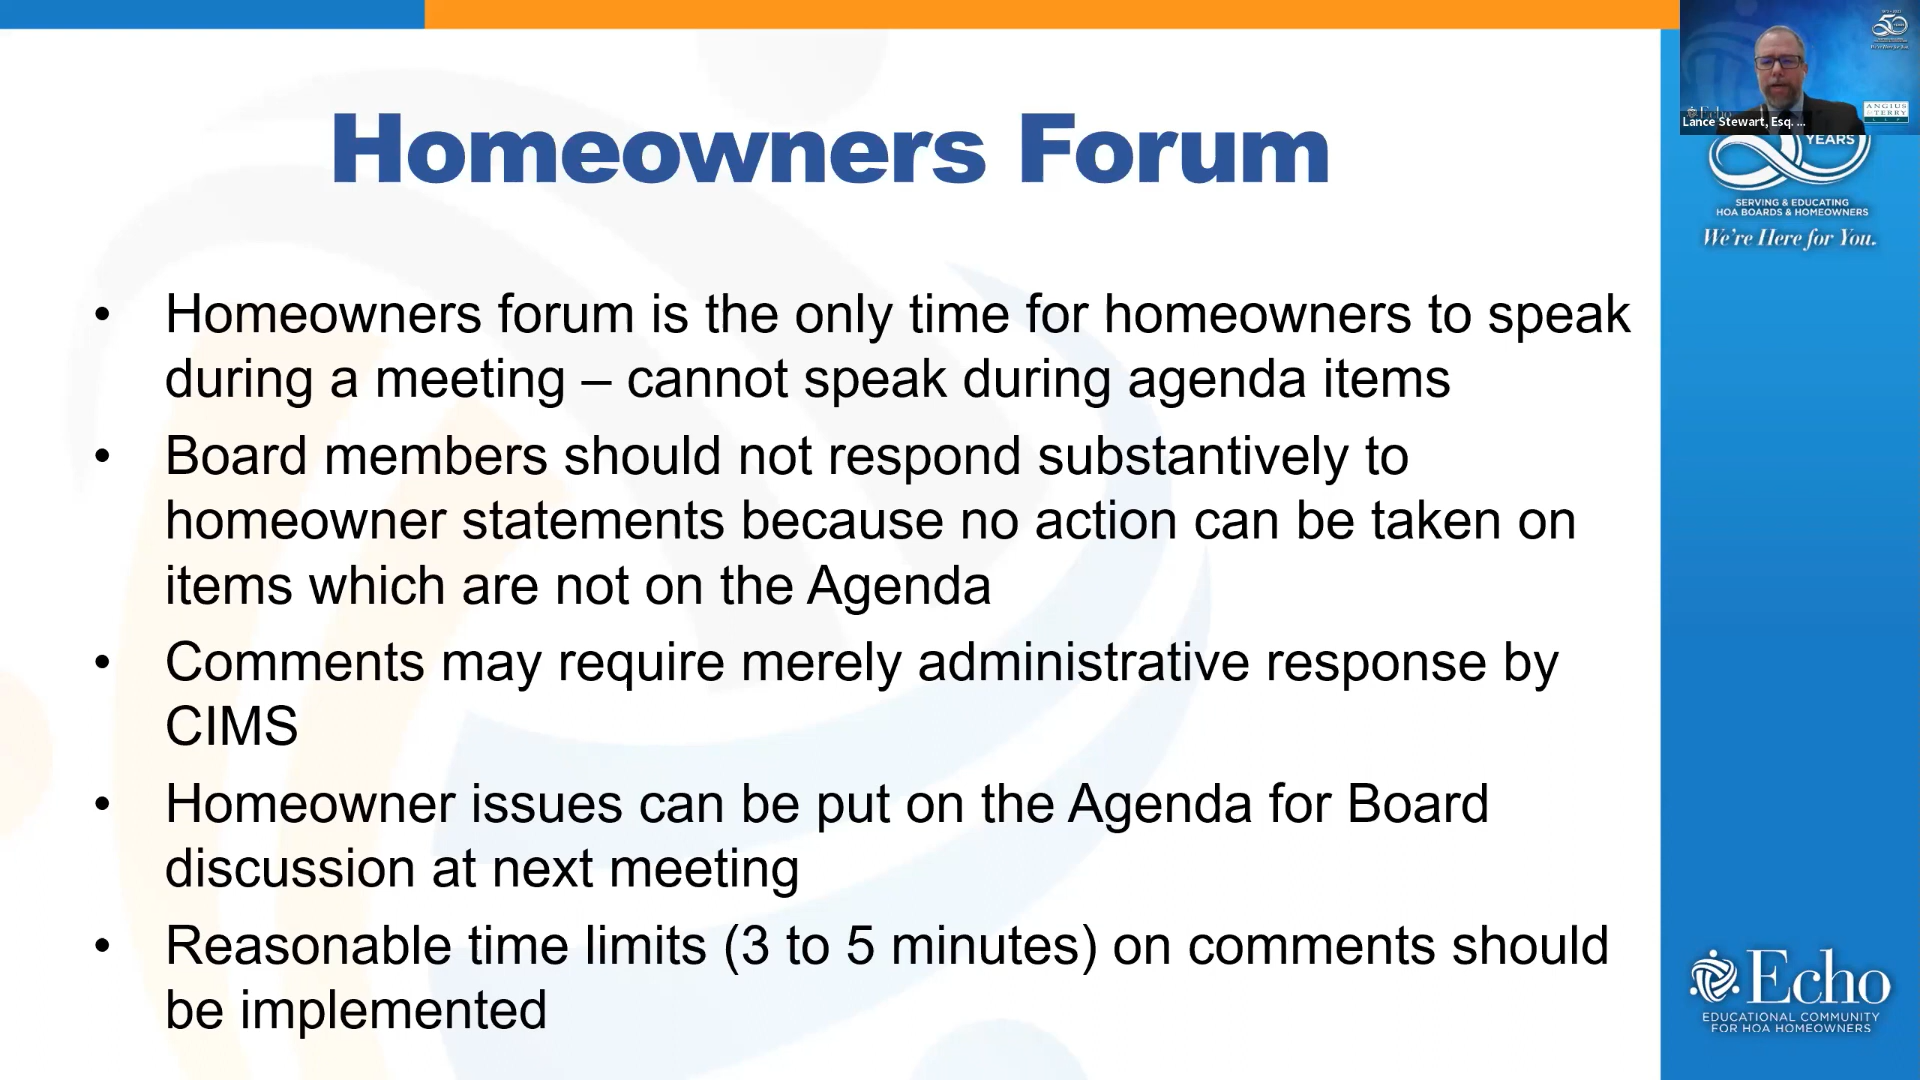 Homeowners Forum
• Homeowners forum is the only time for homeowners to speak
during a meeting – cannot speak during agenda items
• Board members should not respond substantively to
homeowner statements because no action can be taken on
items which are not on the Agenda
• Comments may require merely administrative response by
CIMS
• Homeowner issues can be put on the Agenda for Board
discussion at next meeting
• Reasonable time limits (3 to 5 minutes) on comments should
be implemented
50
Echo
ANGIUS
& TERRY
LLP
Lance Stewart, Esq. ...
YEARS
SERVING & EDUCATING
HOA BOARDS & HOMEOWNERS
We're Here for You.
Echo
EDUCATIONAL COMMUNITY
FOR HOA HOMEOWNERS